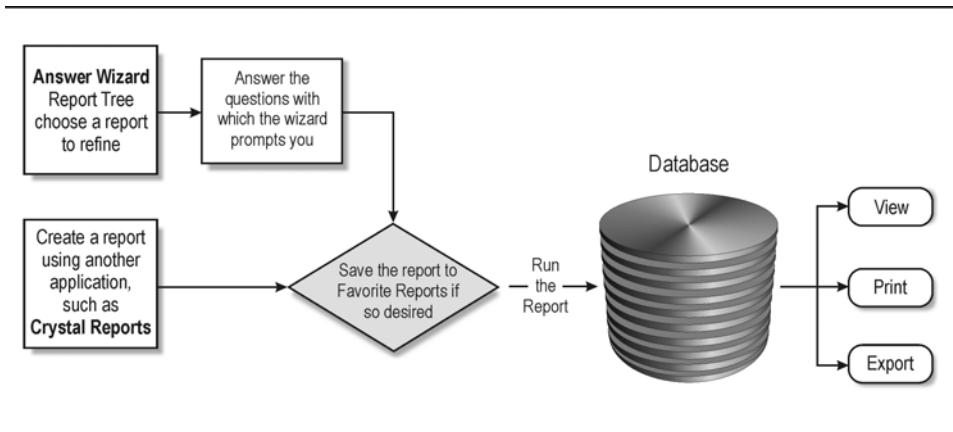 Answer Wizard
Report Tree
choose a report
to refine
Answer the
questions with
which the wizard
prompts you
Create a report
using another
application,
such as
Crystal Reports
Save the report to
Favorite Reports if
so desired
Run
the
Report
Database
View
Print
Export